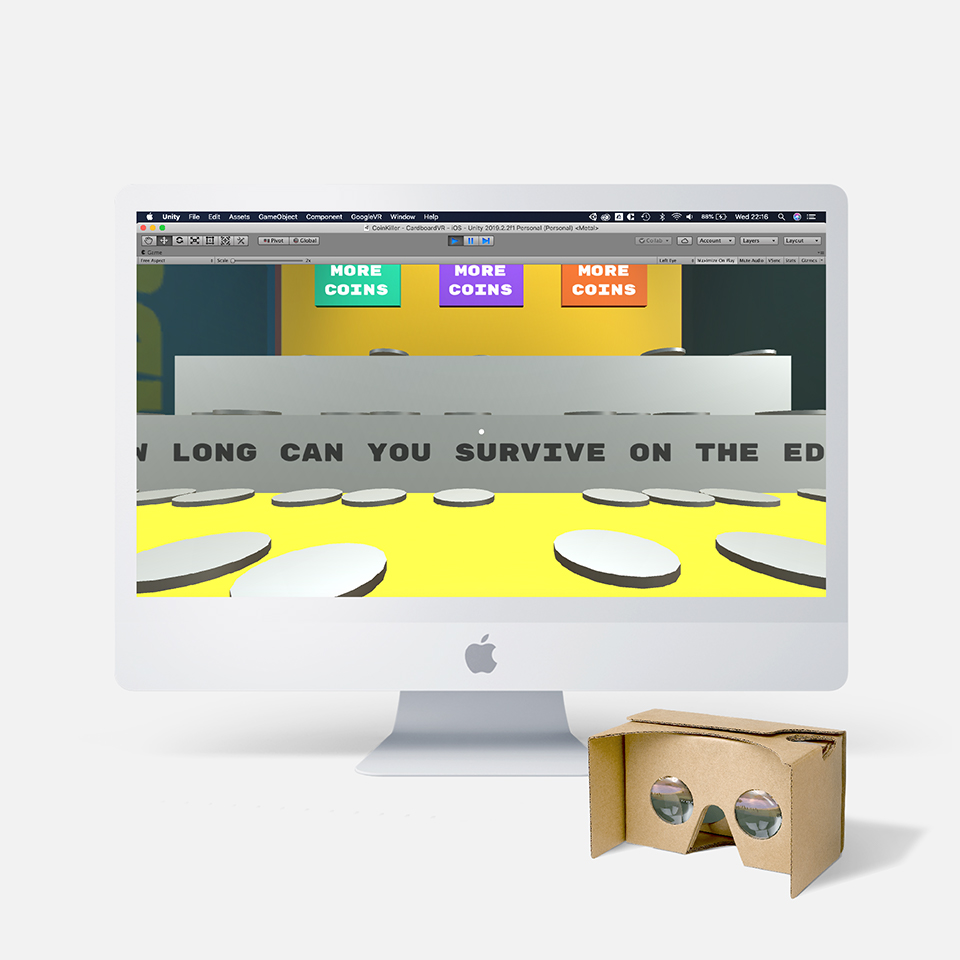 Unity File Edit Assets GameObject Component GoogleVR Window Help 88% Wed 22:16
CoinKiller - CardboardVR - iOS - Unity 2019.2.2f1 Personal (Personal) <Metal>
Pivot Global Collab Account Layers Layout
Game
Free Aspect Scale 2x Left Eye Maximize On Play Mute Audio VSync Stats Gizmos
MORE COINS
MORE COINS
MORE COINS
W LONG CAN YOU SURVIVE ON THE ED